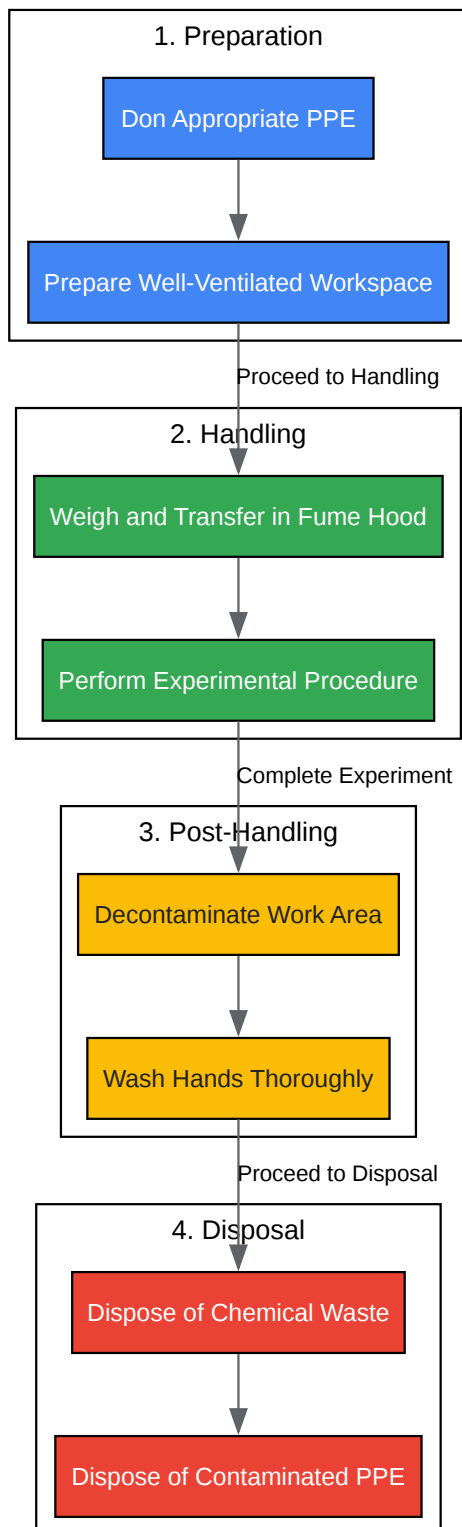 1. Preparation
Don Appropriate PPE
Prepare Well-Ventilated Workspace
Proceed to Handling
2. Handling
Weigh and Transfer in Fume Hood
Perform Experimental Procedure
Complete Experiment
3. Post-Handling
Decontaminate Work Area
Wash Hands Thoroughly
Proceed to Disposal
4. Disposal
Dispose of Chemical Waste
Dispose of Contaminated PPE